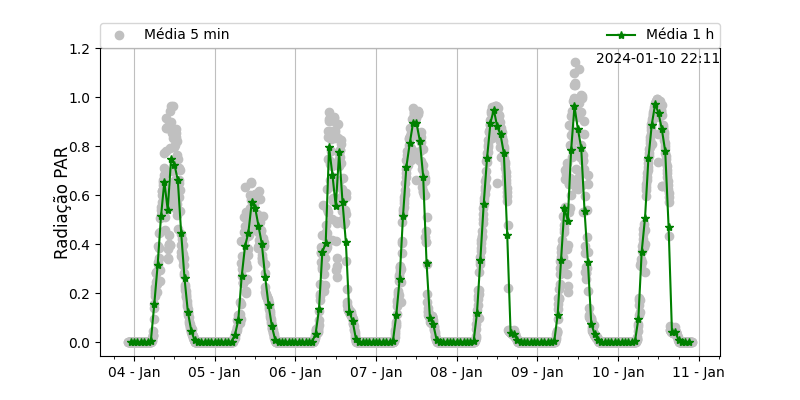 Média 5 min
Média 1 h
2024-01-10 22:11
Radiação PAR
1.2
1.0
0.8
0.6
0.4
0.2
0.0
04 - Jan
05 - Jan
06 - Jan
07 - Jan
08 - Jan
09 - Jan
10 - Jan
11 - Jan